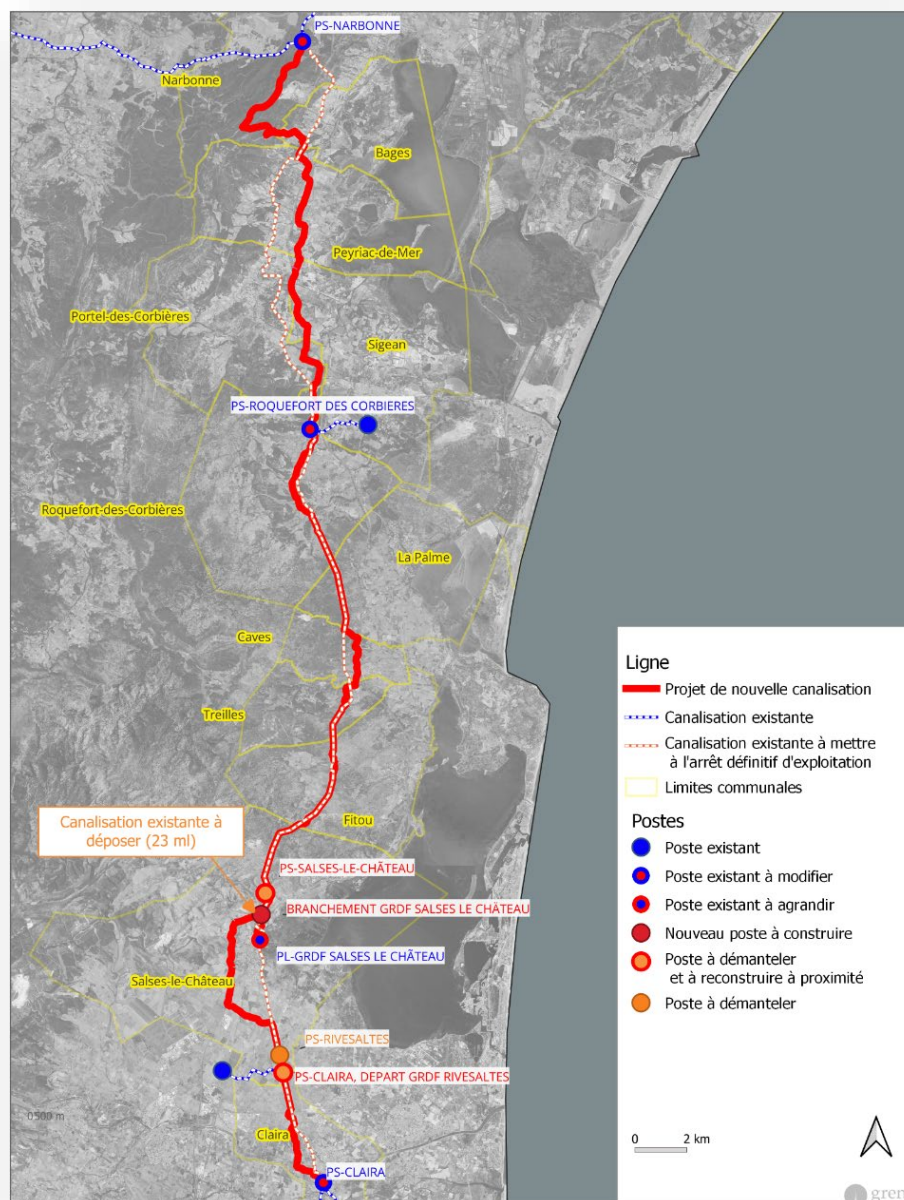 PS-NARBONNE
Narbonne
Bages
Peyriac-de-Mer
Portel-des-Corbières
Sigean
PS-ROQUEFORT DES CORBIERES
Roquefort-des-Corbières
La Palme
Caves
Treilles
Canalisation existante à
déposer (23 ml)
Fitou
PS-SALSES-LE-CHÂTEAU
BRANCHEMENT GRDF SALSES LE CHÂTEAU
PL-GRDF SALSES LE CHÂTEAU
Salses-le-Château
PS-RIVESALTES
PS-CLAIRA, DEPART GRDF RIVESALTES
Claira
PS-CLAIRA
Ligne
Projet de nouvelle canalisation
Canalisation existante
Canalisation existante à mettre
à l'arrêt définitif d'exploitation
Limites communales
Postes
Poste existant
Poste existant à modifier
Poste existant à agrandir
Nouveau poste à construire
Poste à démanteler
et à reconstruire à proximité
Poste à démanteler
0 2 km